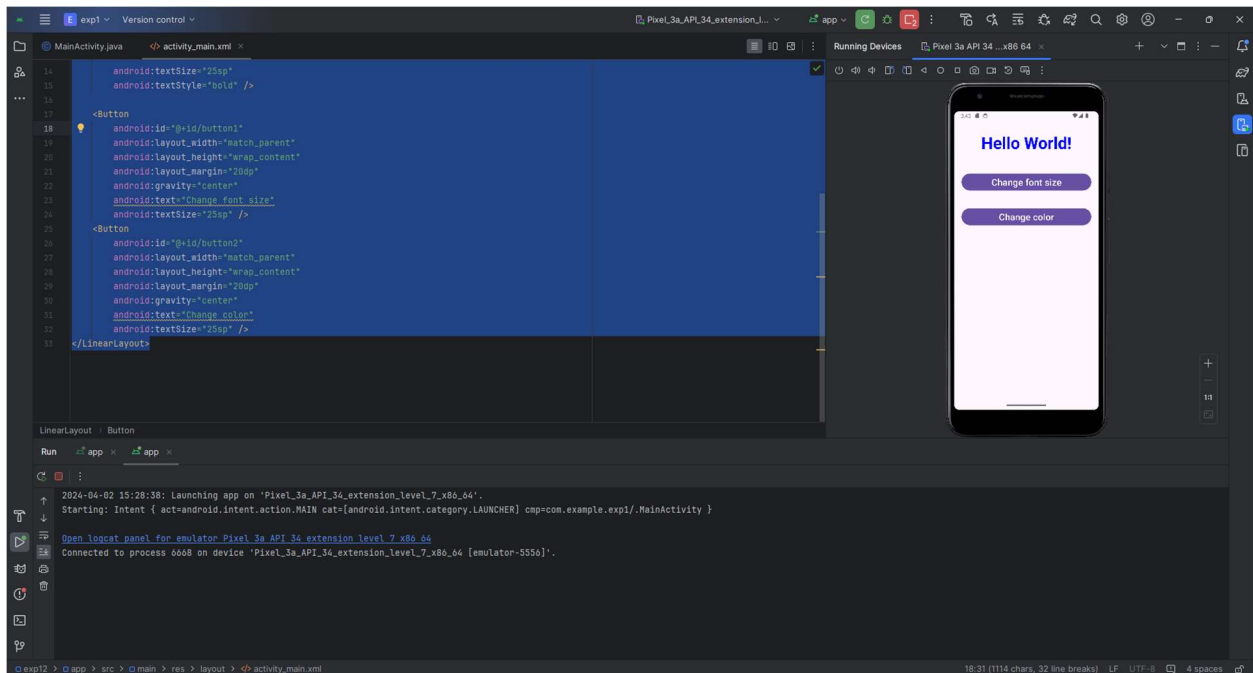 E exp1 Version control Pixel_3a_API_34_extension_l... app
MainActivity.java activity_main.xml Running Devices Pixel 3a API 34 ...x86 64
14 android:textSize="25sp"
15 android:textStyle="bold" />
16
17 <Button
18 android:id="@+id/button1"
19 android:layout_width="match_parent"
20 android:layout_height="wrap_content"
21 android:layout_margin="20dp"
22 android:gravity="center"
23 android:text="Change font size"
24 android:textSize="25sp" />
25 <Button
26 android:id="@+id/button2"
27 android:layout_width="match_parent"
28 android:layout_height="wrap_content"
29 android:layout_margin="20dp"
30 android:gravity="center"
31 android:text="Change color"
32 android:textSize="25sp" />
33 </LinearLayout>
LinearLayout Button
Hello World!
Change font size
Change color
1:1
Run app app
2024-04-02 15:28:38: Launching app on 'Pixel_3a_API_34_extension_level_7_x86_64'.
Starting: Intent { act=android.intent.action.MAIN cat=[android.intent.category.LAUNCHER] cmp=com.example.exp1/.MainActivity }
Open logcat panel for emulator Pixel 3a API 34 extension level 7 x86 64
Connected to process 6668 on device 'Pixel_3a_API_34_extension_level_7_x86_64 [emulator-5556]'.
exp12 > app > src > main > res > layout > activity_main.xml 18:31 (1114 chars, 32 line breaks) LF UTF-8 4 spaces